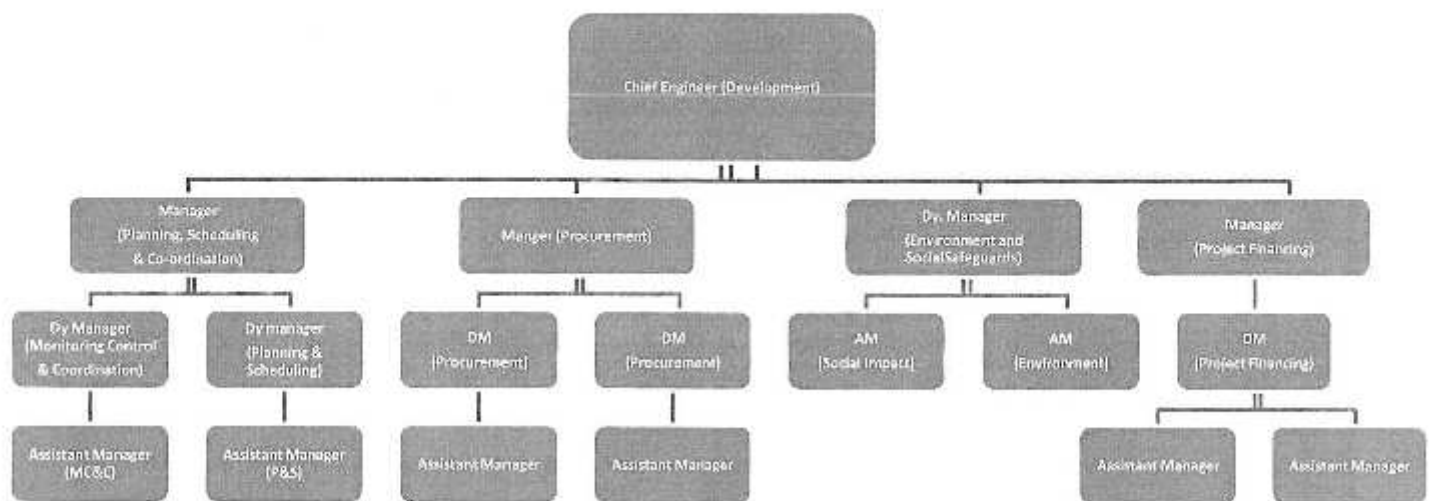 Chief Engineer (Development)
Manager
(Planning, Scheduling
& Co-ordination)
Manger (Procurement)
Dy. Manager
(Environment and
SocialSafeguards)
Manager
(Project Financing)
Dy Manager
(Monitoring Control
& Coordination)
Dy manager
(Planning &
Scheduling)
DM
(Procurement)
DM
(Procurement)
AM
(Social Impact)
AM
(Environment)
DM
(Project Financing)
Assistant Manager
(MC&C)
Assistant Manager
(P&S)
Assistant Manager
Assistant Manager
Assistant Manager
Assistant Manager